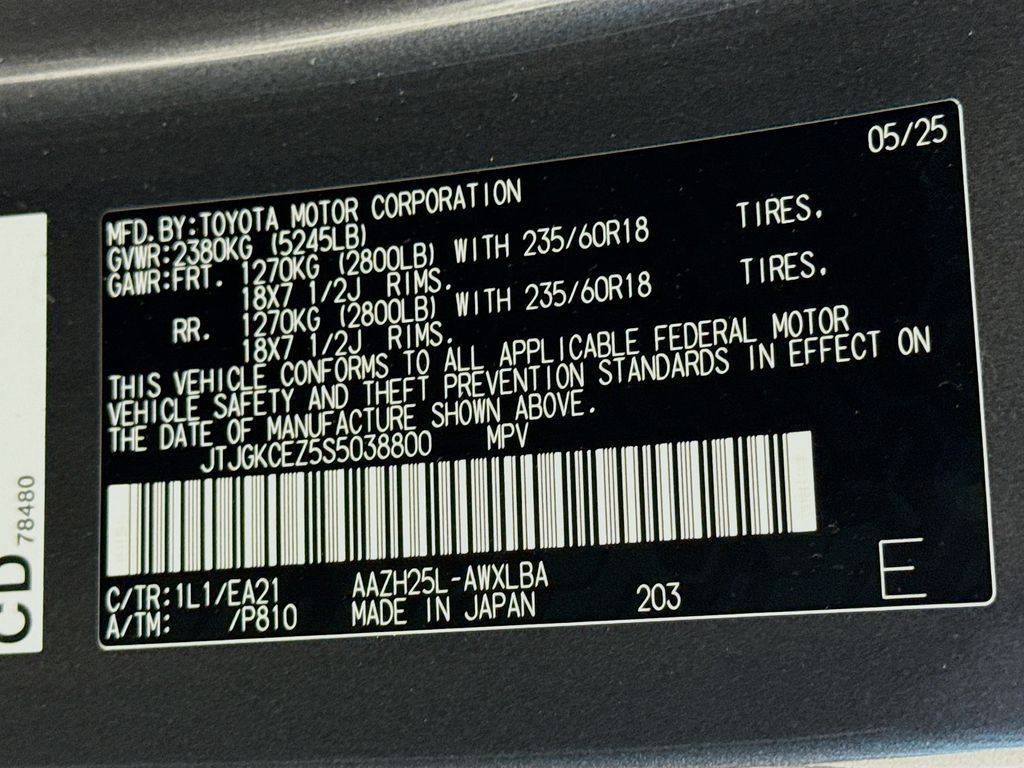 05/25
MFD. BY: TOYOTA MOTOR CORPORATION
GVWR: 2380KG (5245LB)
GAWR: FRT. 1270KG (2800LB) WITH 235/60R18 TIRES.
18X7 1/2J RIMS.
RR. 1270KG (2800LB) WITH 235/60R18 TIRES.
18X7 1/2J RIMS.
THIS VEHICLE CONFORMS TO ALL APPLICABLE FEDERAL MOTOR
VEHICLE SAFETY AND THEFT PREVENTION STANDARDS IN EFFECT ON
THE DATE OF MANUFACTURE SHOWN ABOVE.
JTJGKCEZ5S5038800 MPV
C/TR: 1L1/EA21 AAZH25L-AWXLBA
A/TM: /P810 MADE IN JAPAN 203 E
CD
78480